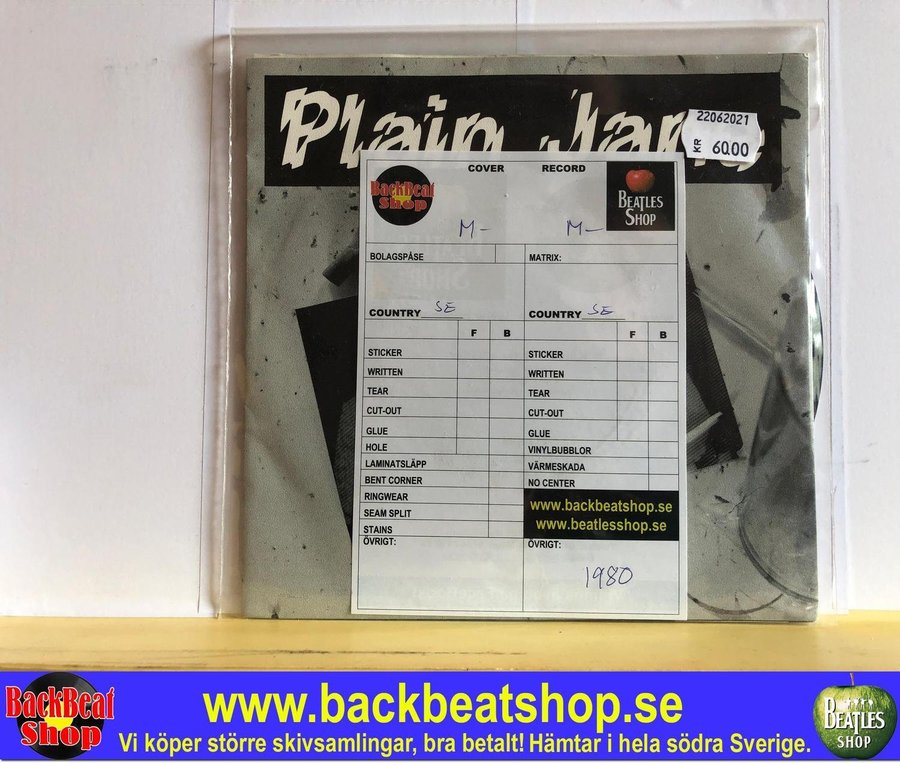 Plain Jane
22062021
KR 60.00
COVER RECORD
BackBeat Shop
BEATLES SHOP
M- M-
BOLAGSPÅSE MATRIX:
COUNTRY SE COUNTRY SE
F B F B
STICKER STICKER
WRITTEN WRITTEN
TEAR TEAR
CUT-OUT CUT-OUT
GLUE GLUE
HOLE VINYLBUBBLOR
LAMINATSLÄPP VÄRMESKADA
BENT CORNER NO CENTER
RINGWEAR
SEAM SPLIT
STAINS
www.backbeatshop.se
www.beatlesshop.se
ÖVRIGT: ÖVRIGT:
1980
BackBeat Shop
www.backbeatshop.se
Vi köper större skivsamlingar, bra betalt! Hämtar i hela södra Sverige.
BEATLES SHOP